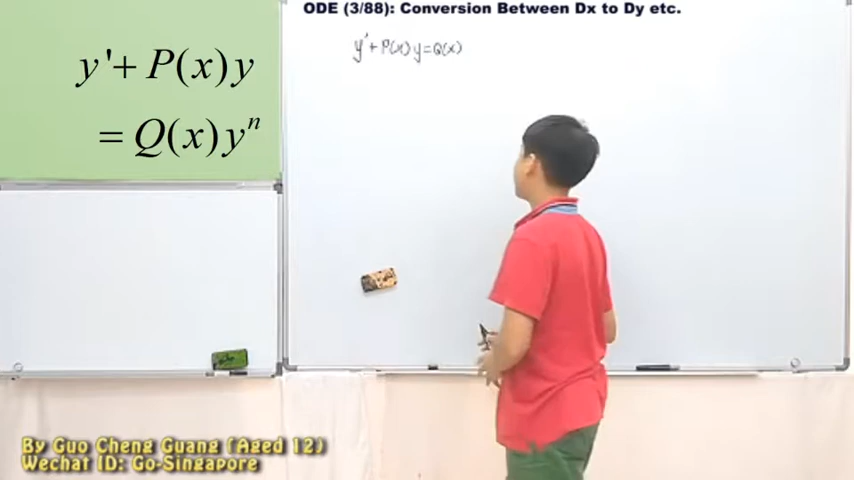 ODE (3/88): Conversion Between Dx to Dy etc.
y'+ P(x)y
= Q(x)yⁿ
y'+P(x)y=Q(x)
By Guo Cheng Guang (Aged 12)
Wechat ID: Go-Singapore